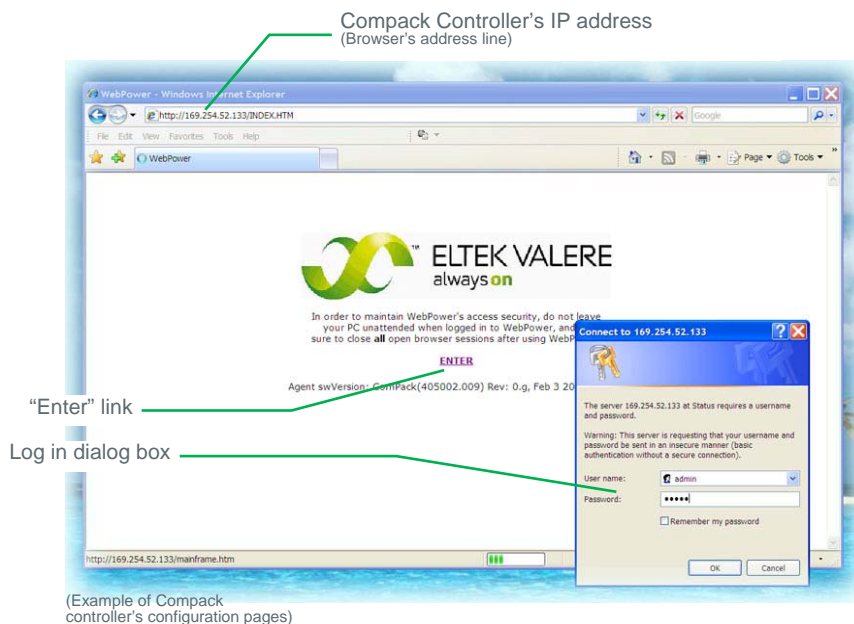 Compack Controller's IP address
(Browser's address line)
WebPower - Windows Internet Explorer
http://169.254.52.133/INDEX.HTM
Google
File Edit View Favorites Tools Help
WebPower
Page
Tools
ELTEK VALERE
always on
In order to maintain WebPower's access security, do not leave
your PC unattended when logged in to WebPower, and
sure to close all open browser sessions after using WebP
ENTER
Agent swVersion: ComPack(405002.009) Rev: 0.g, Feb 3 20
"Enter" link
Log in dialog box
Connect to 169.254.52.133
The server 169.254.52.133 at Status requires a username
and password.
Warning: This server is requesting that your username and
password be sent in an insecure manner (basic
authentication without a secure connection).
User name:
admin
Password:
•••••
Remember my password
OK
Cancel
http://169.254.52.133/mainframe.htm
(Example of Compack
controller's configuration pages)